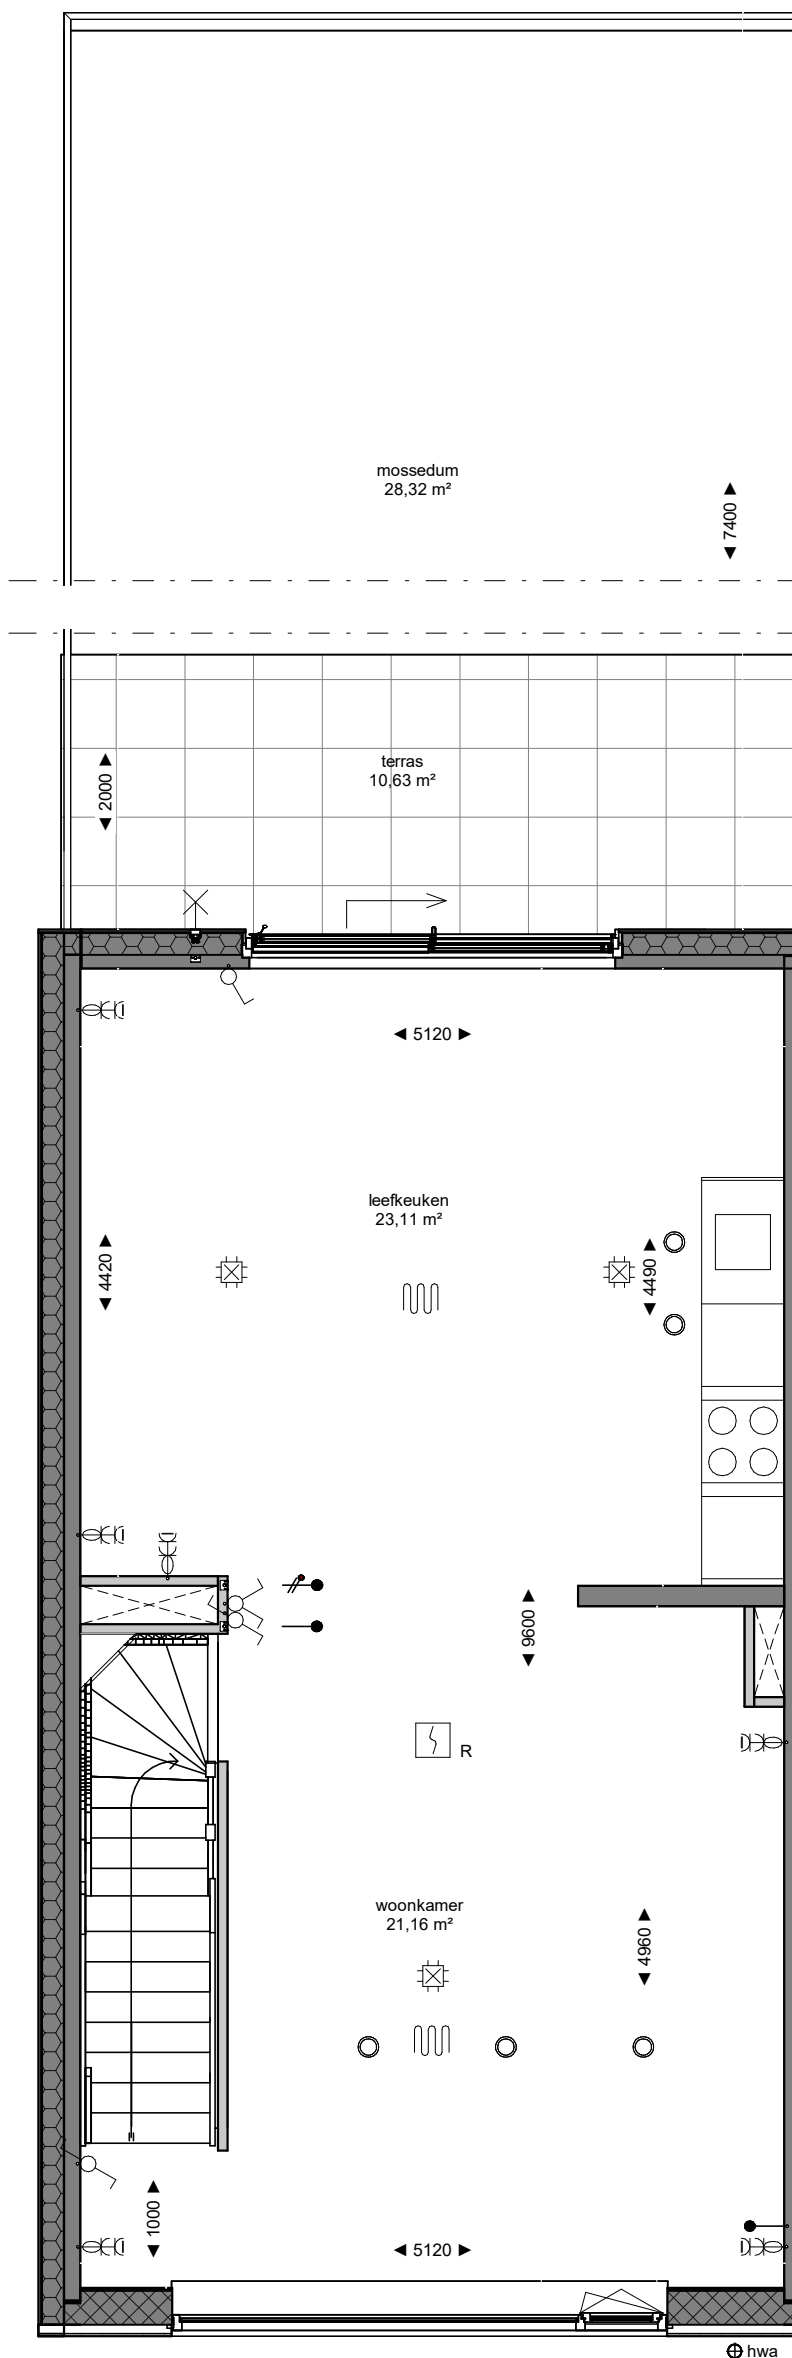 mossedum
28,32 m²
7400
terras
10,63 m²
2000
5120
leefkeuken
23,11 m²
4420
4490
9600
R
woonkamer
21,16 m²
4960
1000
5120
hwa